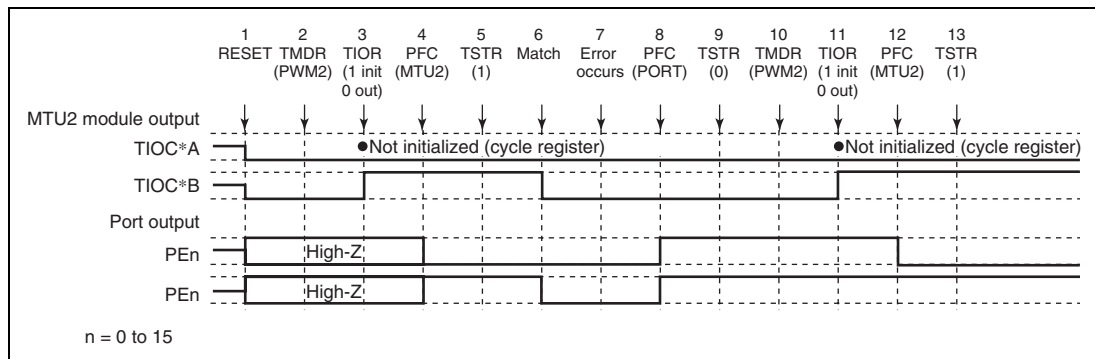 1 2 3 4 5 6 7 8 9 10 11 12 13
RESET TMDR TIOR PFC TSTR Match Error PFC TSTR TMDR TIOR PFC TSTR
(PWM2) (1 init (MTU2) (1) occurs (PORT) (0) (PWM2) (1 init (MTU2) (1)
0 out) 0 out)
MTU2 module output
TIOC*A ●Not initialized (cycle register) ●Not initialized (cycle register)
TIOC*B
Port output
PEn High-Z
PEn High-Z
n = 0 to 15